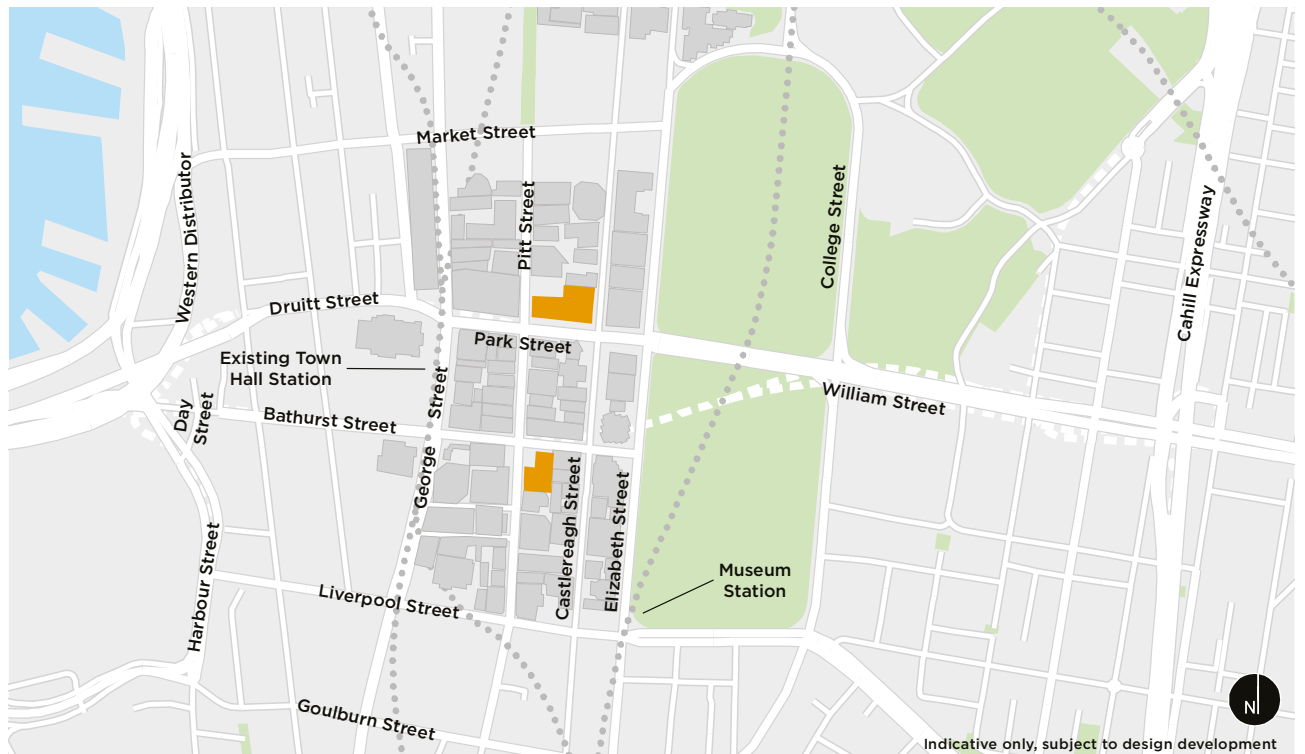 Market Street
Pitt Street
Western Distributor
College Street
Cahill Expressway
Druitt Street
Park Street
Existing Town
Hall Station
William Street
Day
Street
Bathurst Street
George Street
Castlereagh Street
Elizabeth Street
Harbour Street
Museum
Station
Liverpool Street
Goulburn Street
N
Indicative only, subject to design development